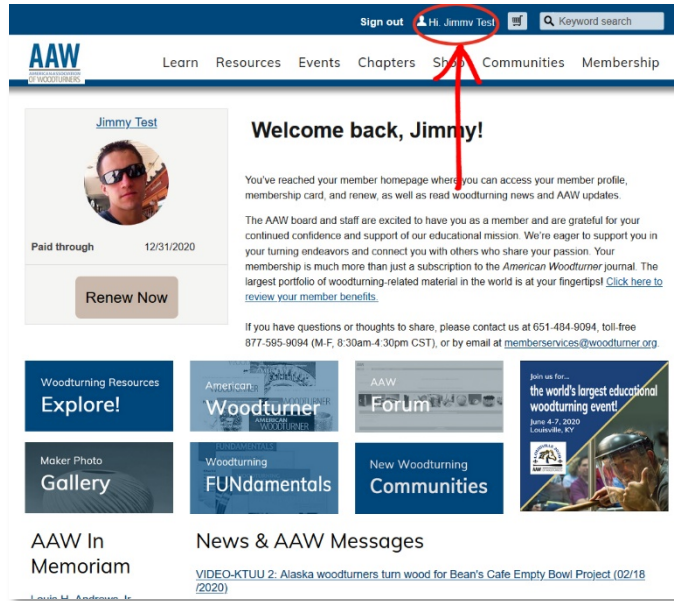 Sign out Hi. Jimmy Test Keyword search
AAW
AMERICAN ASSOCIATION
OF WOODTURNERS
Learn Resources Events Chapters Shop Communities Membership
Jimmy Test
Paid through 12/31/2020
Renew Now
Welcome back, Jimmy!
You've reached your member homepage where you can access your member profile,
membership card, and renew, as well as read woodturning news and AAW updates.
The AAW board and staff are excited to have you as a member and are grateful for your
continued confidence and support of our educational mission. We're eager to support you in
your turning endeavors and connect you with others who share your passion. Your
membership is much more than just a subscription to the American Woodturner journal. The
largest portfolio of woodturning-related material in the world is at your fingertips! Click here to
review your member benefits.
If you have questions or thoughts to share, please contact us at 651-484-9094, toll-free
877-595-9094 (M-F, 8:30am-4:30pm CST), or by email at memberservices@woodturner.org.
Woodturning Resources
Explore!
American
Woodturner
AMERICAN
WOODTURNER
AAW
Forum
Join us for...
the world's largest educational
woodturning event!
June 4-7, 2020
Louisville, KY
AAW
Maker Photo
Gallery
FUNDAMENTALS
Woodturning
FUNdamentals
New Woodturning
Communities
AAW In
Memoriam
Louis H. Andrews, Jr.
News & AAW Messages
VIDEO-KTUU 2: Alaska woodturners turn wood for Bean's Cafe Empty Bowl Project (02/18
/2020)